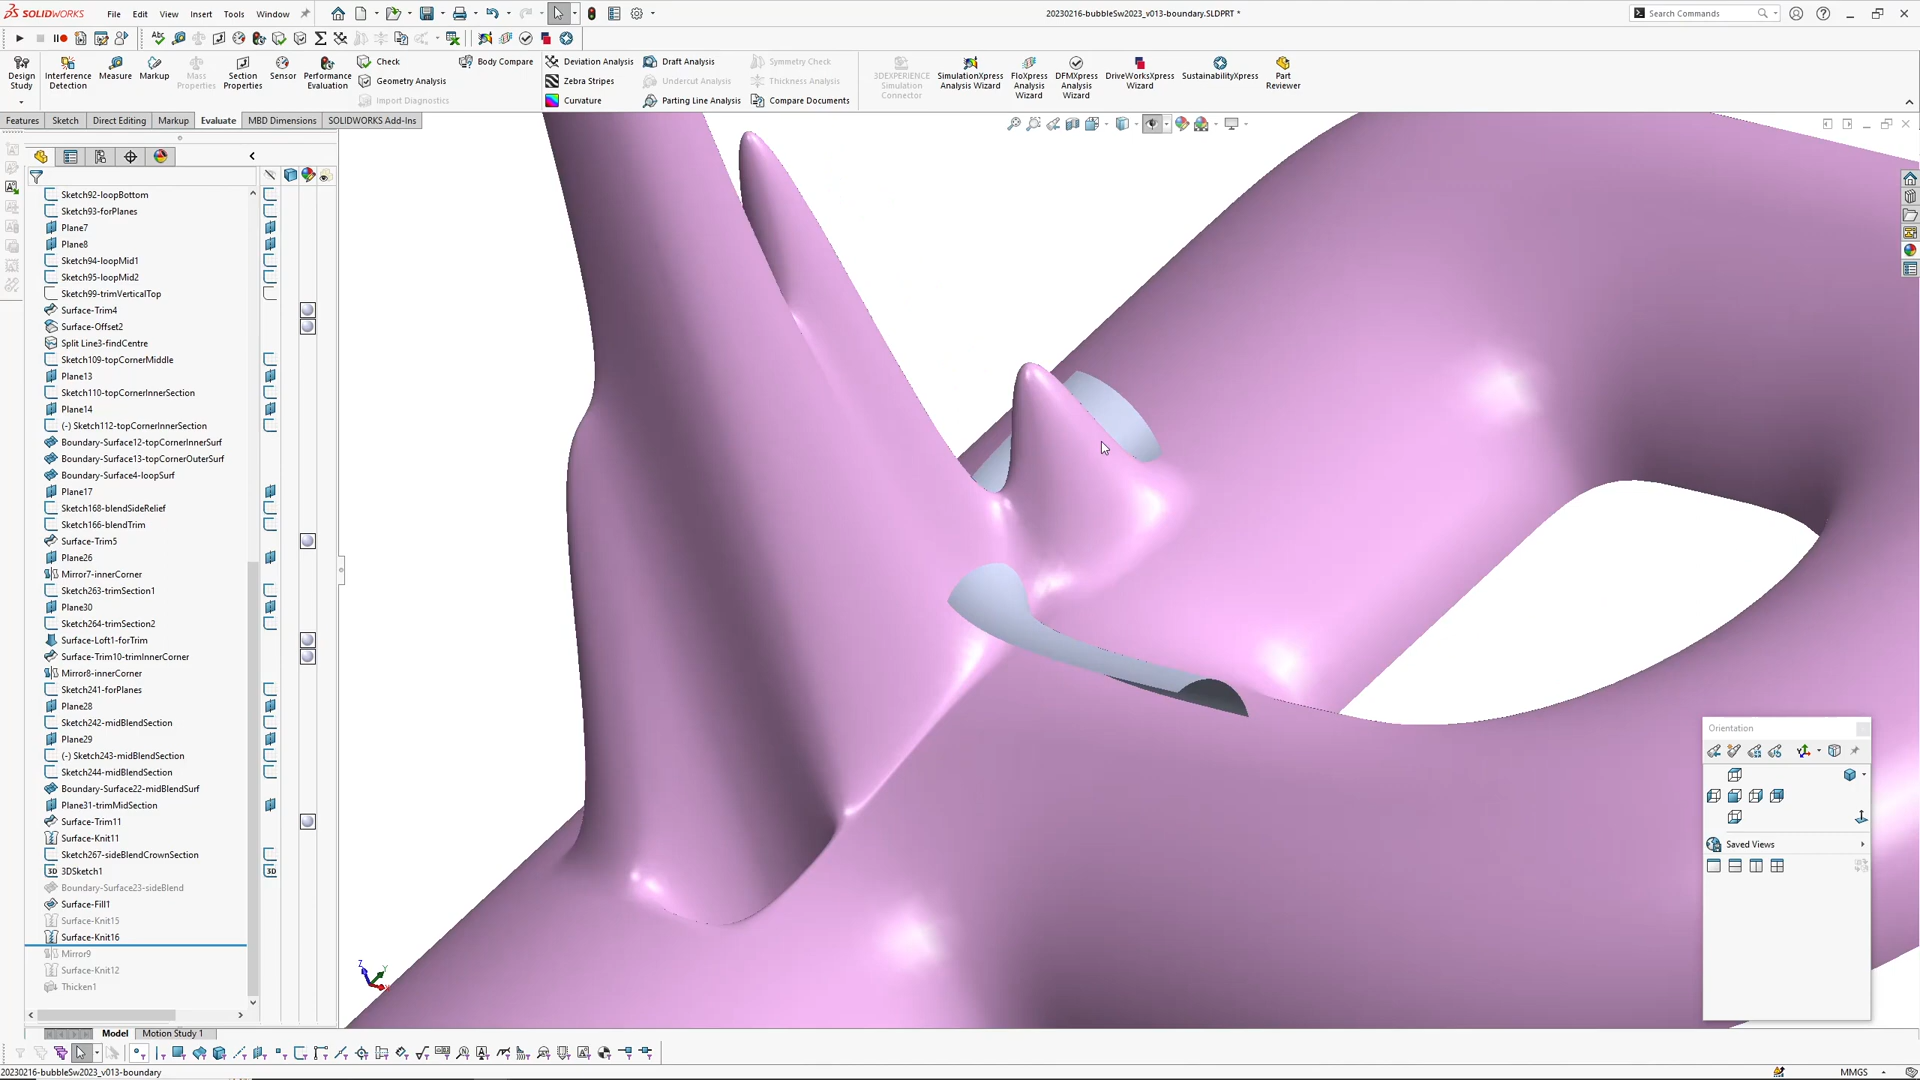 SOLIDWORKS File Edit View Insert Tools Window 20230216-bubbleSw2023_v013-boundary.SLDPRT * Search Commands
Design Study
Interference Detection
Measure
Markup
Mass Properties
Section Properties
Sensor
Performance Evaluation
Check
Geometry Analysis
Import Diagnostics
Body Compare
Deviation Analysis
Zebra Stripes
Curvature
Draft Analysis
Undercut Analysis
Parting Line Analysis
Symmetry Check
Thickness Analysis
Compare Documents
3DEXPERIENCE Simulation Connector
SimulationXpress Analysis Wizard
FloXpress Analysis Wizard
DFMXpress Analysis Wizard
DriveWorksXpress Wizard
SustainabilityXpress
Part Reviewer
Features Sketch Direct Editing Markup Evaluate MBD Dimensions SOLIDWORKS Add-Ins
Sketch92-loopBottom
Sketch93-forPlanes
Plane7
Plane8
Sketch94-loopMid1
Sketch95-loopMid2
Sketch99-trimVerticalTop
Surface-Trim4
Surface-Offset2
Split Line3-findCentre
Sketch109-topCornerMiddle
Plane13
Sketch110-topCornerInnerSection
Plane14
(-) Sketch112-topCornerInnerSection
Boundary-Surface12-topCornerInnerSurf
Boundary-Surface13-topCornerOuterSurf
Boundary-Surface4-loopSurf
Plane17
Sketch168-blendSideRelief
Sketch166-blendTrim
Surface-Trim5
Plane26
Mirror7-innerCorner
Sketch263-trimSection1
Plane30
Sketch264-trimSection2
Surface-Loft1-forTrim
Surface-Trim10-trimInnerCorner
Mirror8-innerCorner
Sketch241-forPlanes
Plane28
Sketch242-midBlendSection
Plane29
(-) Sketch243-midBlendSection
Sketch244-midBlendSection
Boundary-Surface22-midBlendSurf
Plane31-trimMidSection
Surface-Trim11
Surface-Knit11
Sketch267-sideBlendCrownSection
3D 3DSketch1 3D
Boundary-Surface23-sideBlend
Surface-Fill1
Surface-Knit15
Surface-Knit16
Mirror9
Surface-Knit12
Thicken1
Orientation
Saved Views
Z Y
Model Motion Study 1
20230216-bubbleSw2023_v013-boundary MMGS